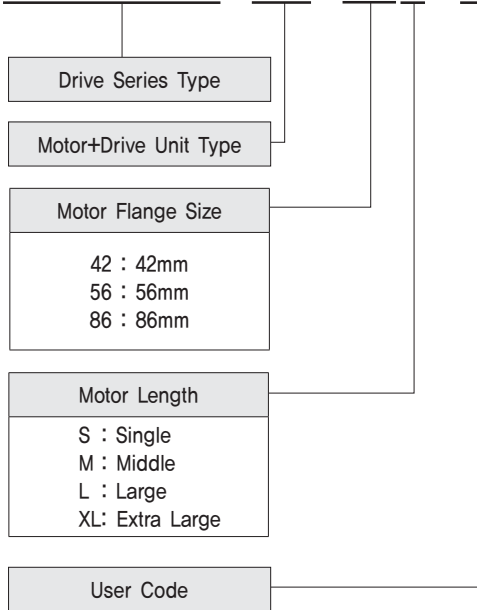 Drive Series Type
Motor+Drive Unit Type
Motor Flange Size
42 : 42mm
56 : 56mm
86 : 86mm
Motor Length
S : Single
M : Middle
L : Large
XL: Extra Large
User Code